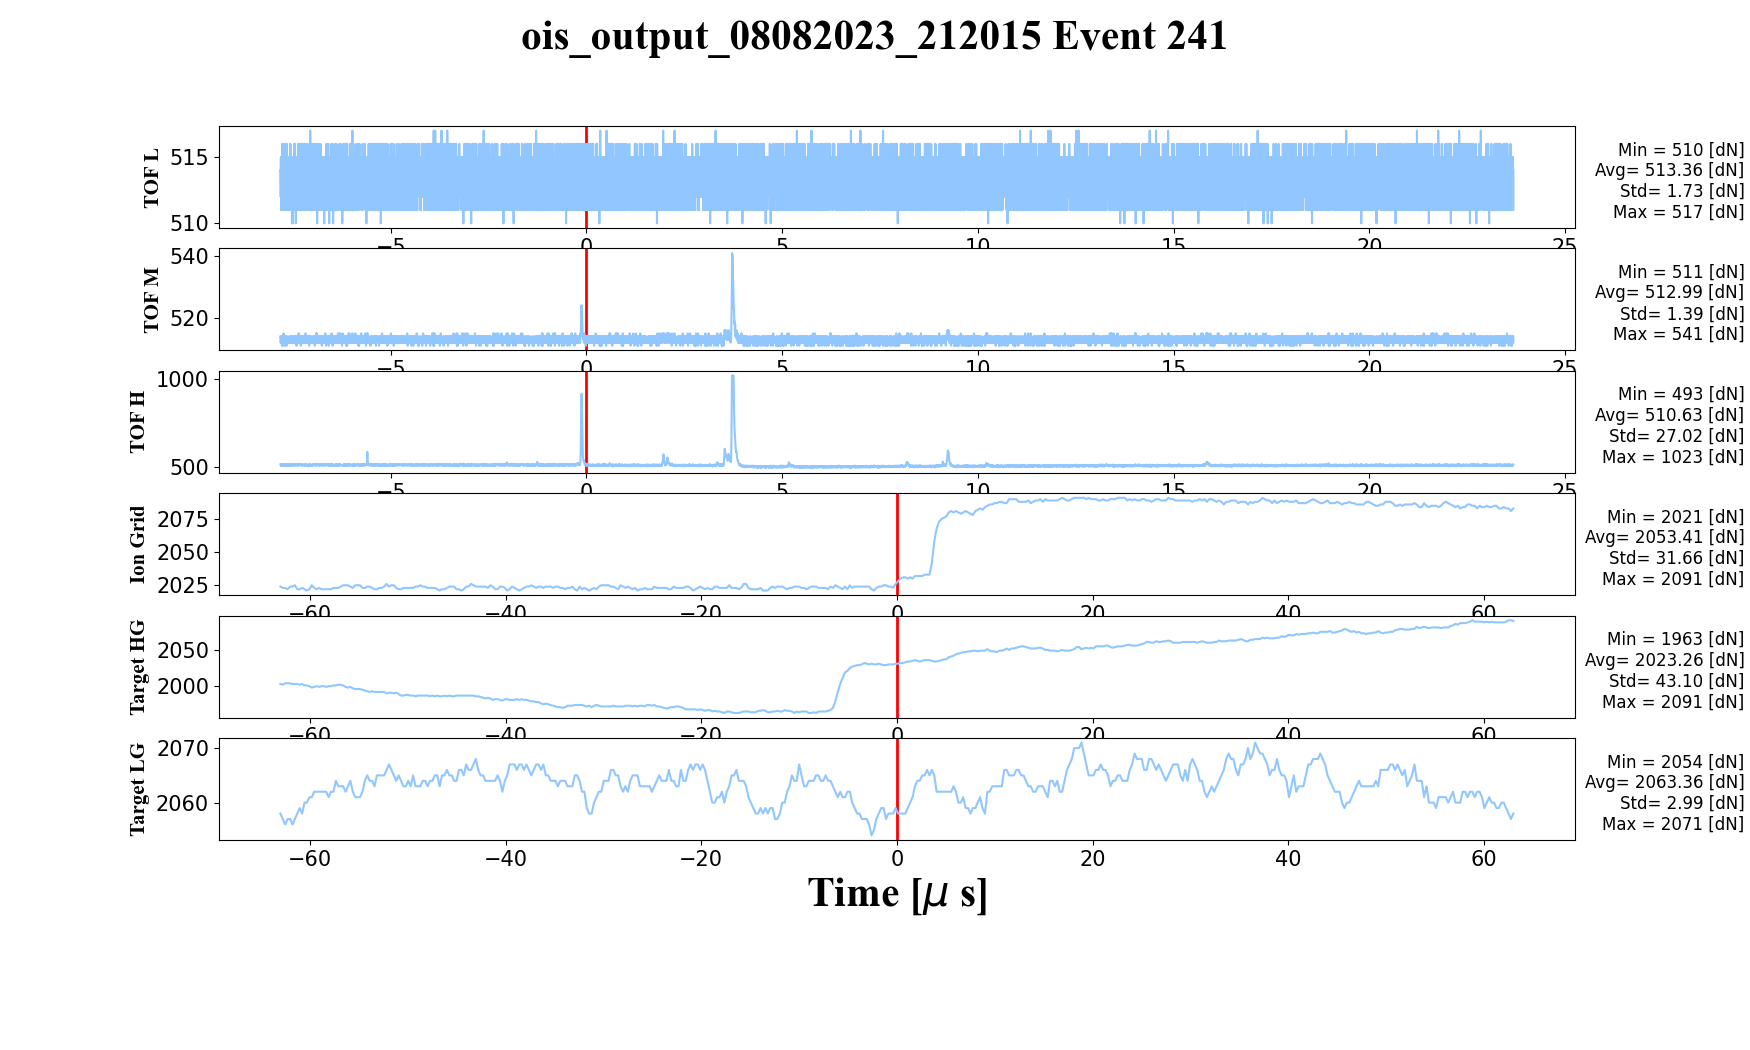 ois_output_08082023_212015 Event 241
TOF L
515
510
−5 0 5 10 15 20 25
Min = 510 [dN]
Avg= 513.36 [dN]
Std= 1.73 [dN]
Max = 517 [dN]
TOF M
540
520
−5 0 5 10 15 20 25
Min = 511 [dN]
Avg= 512.99 [dN]
Std= 1.39 [dN]
Max = 541 [dN]
TOF H
1000
500
−5 0 5 10 15 20 25
Min = 493 [dN]
Avg= 510.63 [dN]
Std= 27.02 [dN]
Max = 1023 [dN]
Ion Grid
2075
2050
2025
−60 −40 −20 0 20 40 60
Min = 2021 [dN]
Avg= 2053.41 [dN]
Std= 31.66 [dN]
Max = 2091 [dN]
Target HG
2050
2000
−60 −40 −20 0 20 40 60
Min = 1963 [dN]
Avg= 2023.26 [dN]
Std= 43.10 [dN]
Max = 2091 [dN]
Target LG
2070
2060
−60 −40 −20 0 20 40 60
Min = 2054 [dN]
Avg= 2063.36 [dN]
Std= 2.99 [dN]
Max = 2071 [dN]
Time [μ s]